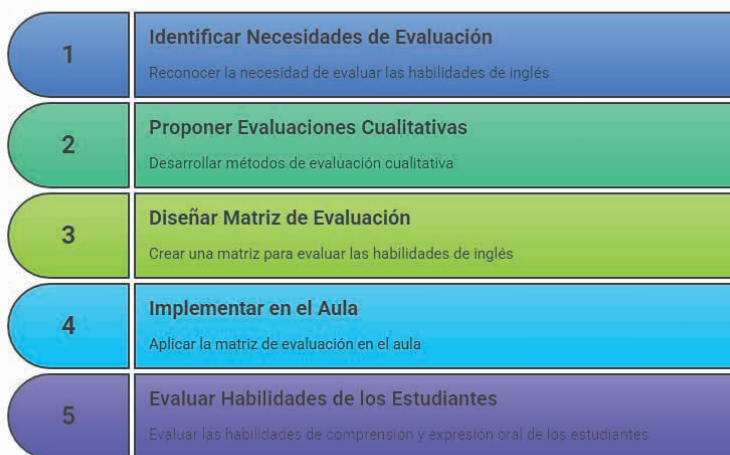 1
Identificar Necesidades de Evaluación
Reconocer la necesidad de evaluar las habilidades de inglés
2
Proponer Evaluaciones Cualitativas
Desarrollar métodos de evaluación cualitativa
3
Diseñar Matriz de Evaluación
Crear una matriz para evaluar las habilidades de inglés
4
Implementar en el Aula
Aplicar la matriz de evaluación en el aula
5
Evaluar Habilidades de los Estudiantes
Evaluar las habilidades de comprensión y expresión oral de los estudiantes